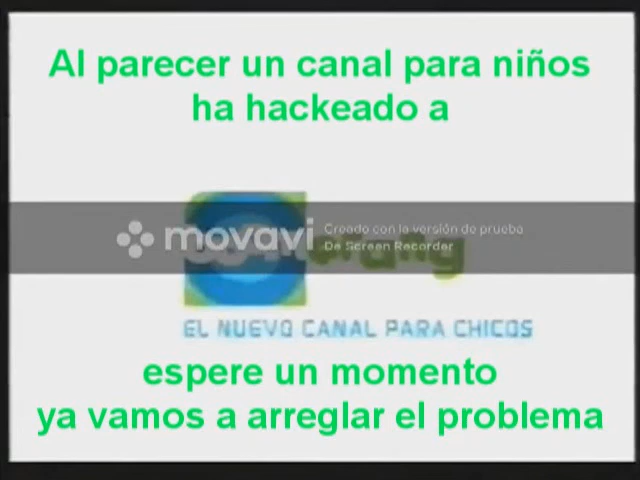 Al parecer un canal para niños
ha hackeado a
movavi
Creado con la versión de prueba
De Screen Recorder
EL NUEVO CANAL PARA CHICOS
espere un momento
ya vamos a arreglar el problema